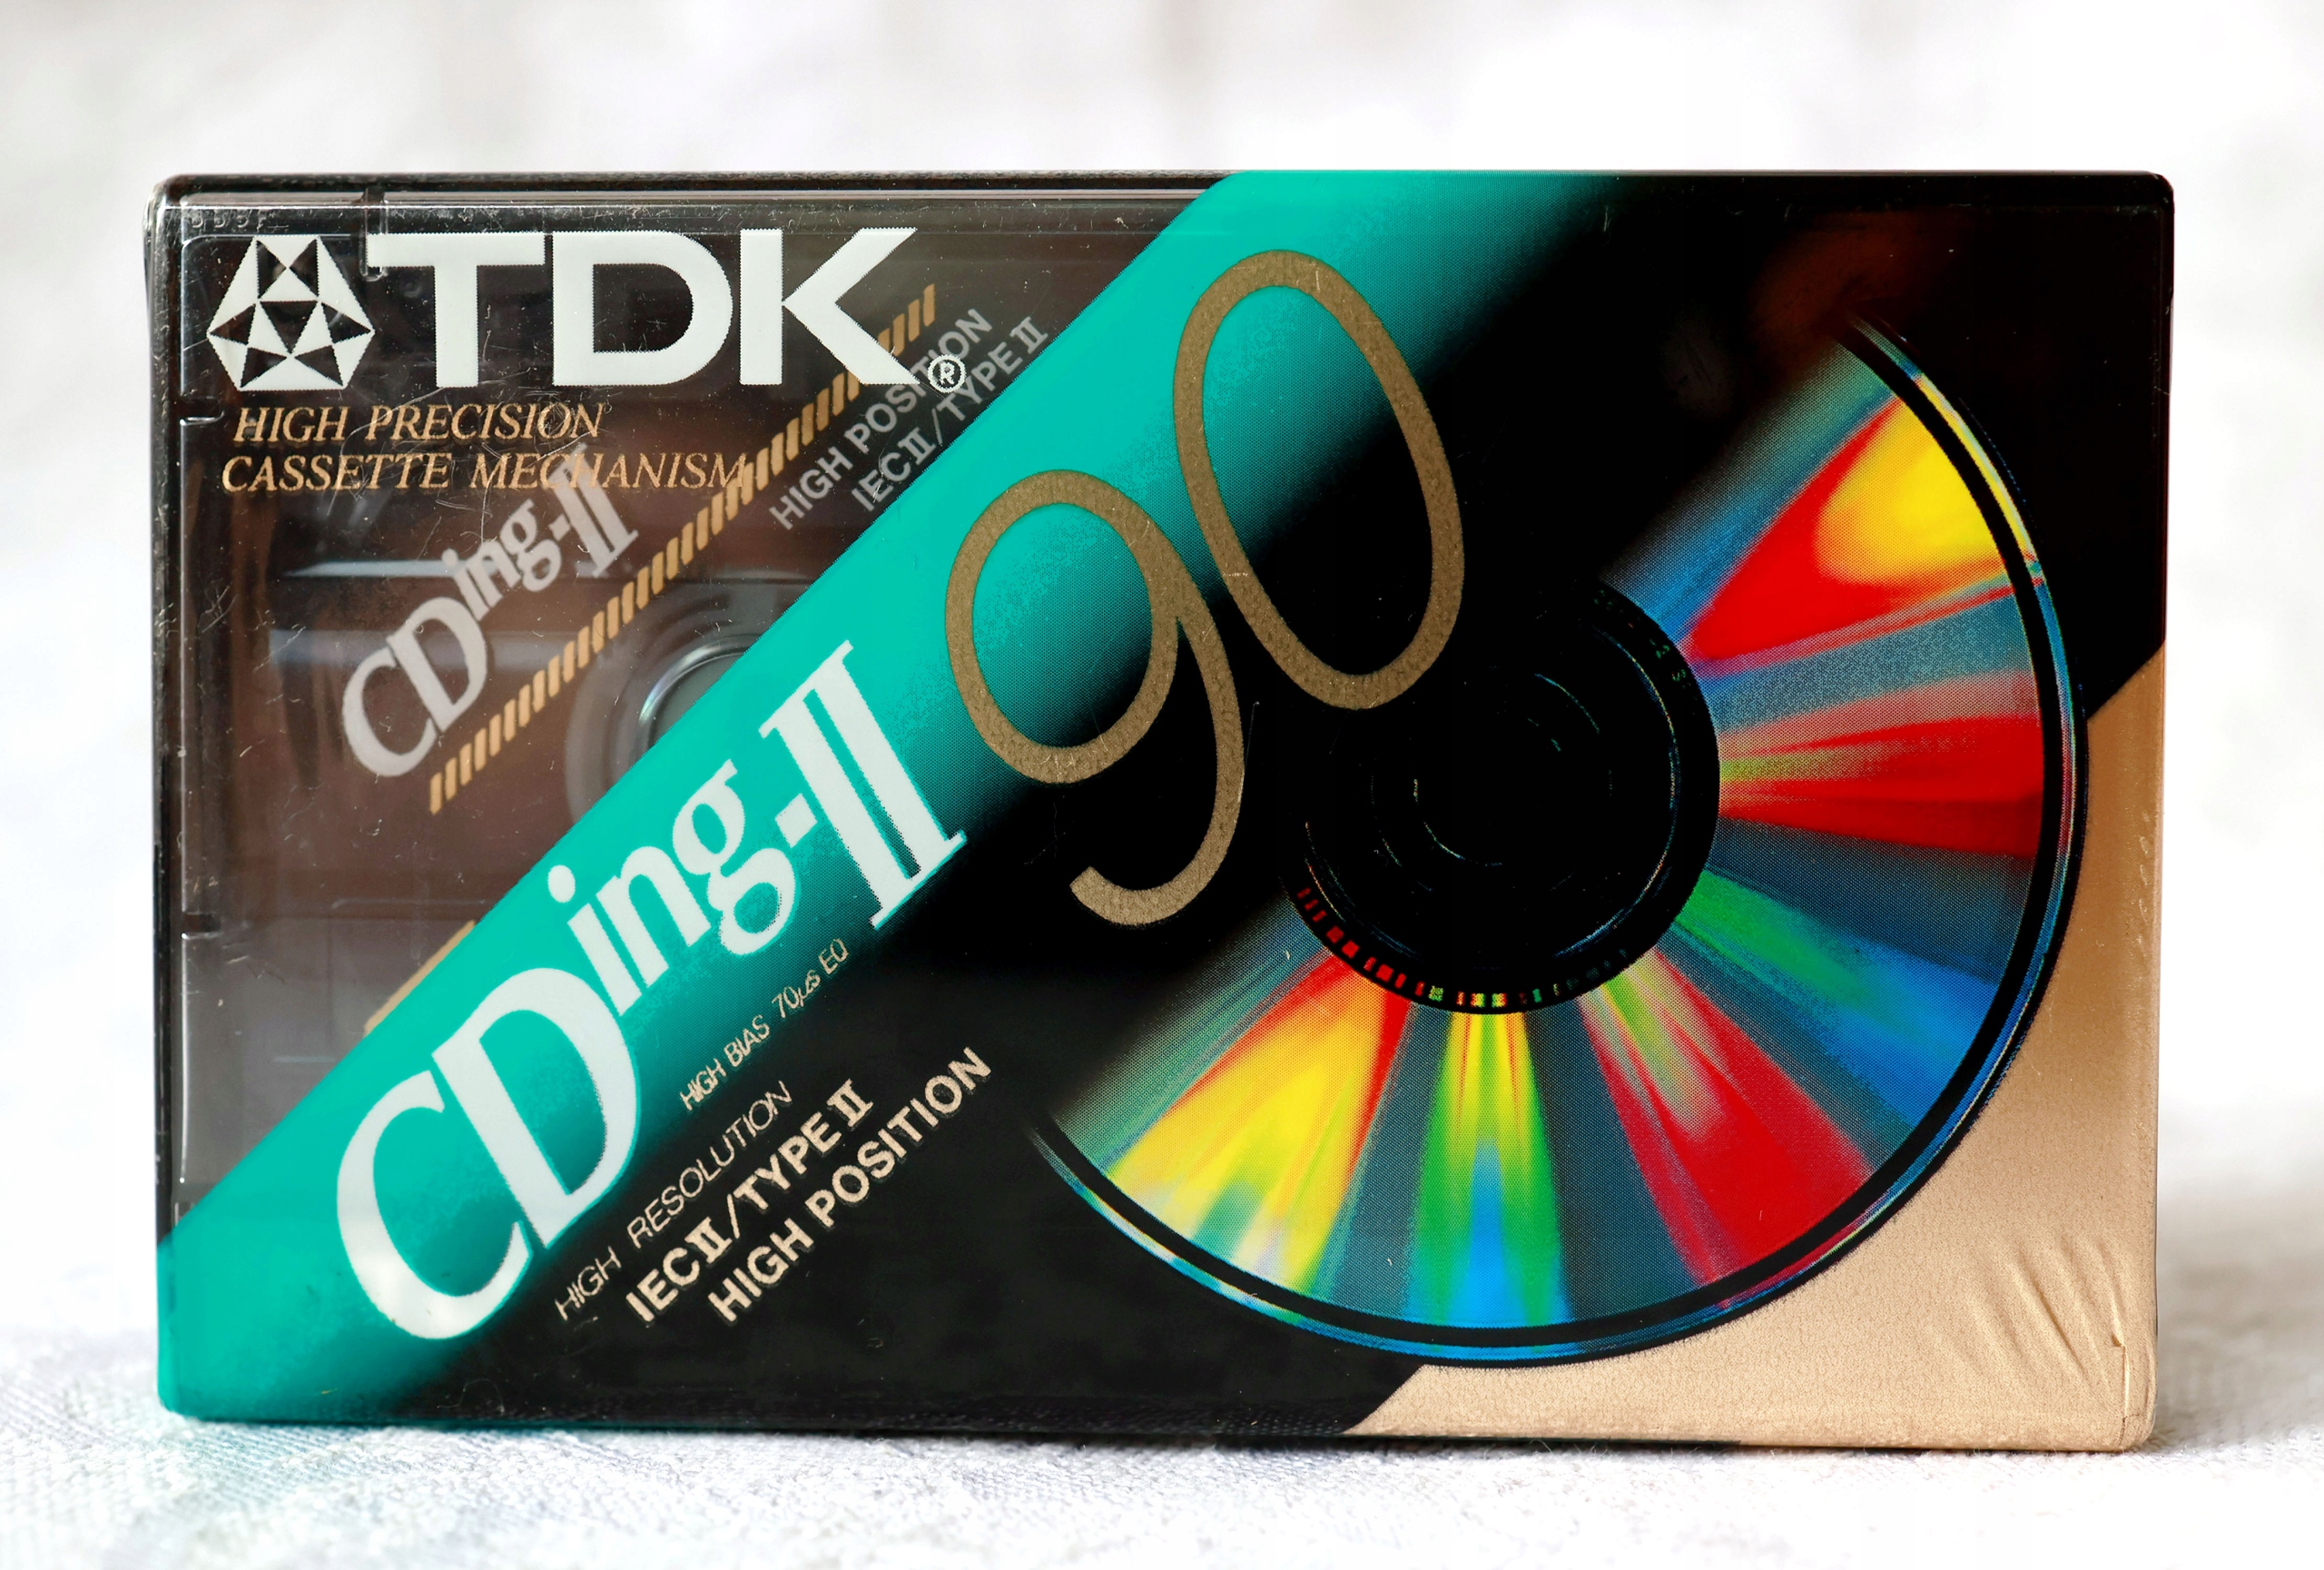 TDK®
HIGH PRECISION
CASSETTE MECHANISM
CDing-II
HIGH POSITION
IECII/TYPE II
90
CDing-II
HIGH BIAS 70µs EQ
HIGH RESOLUTION
IECII/TYPE II
HIGH POSITION